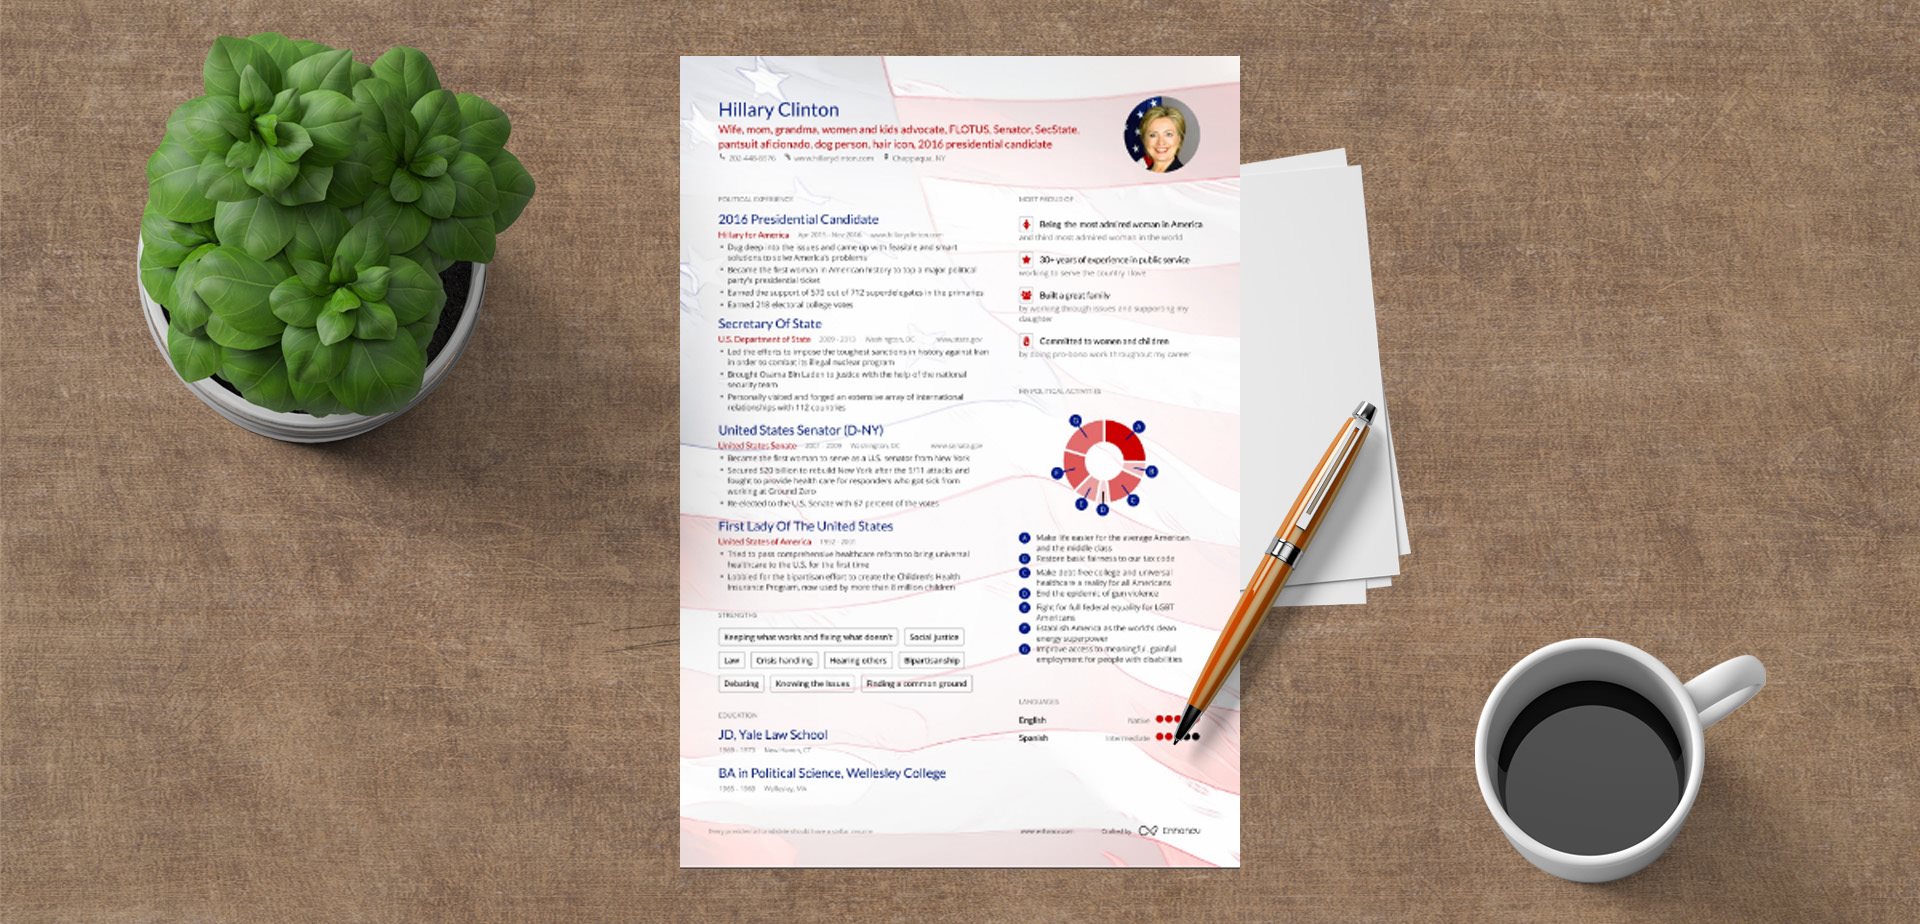 Hillary Clinton
Wife, mom, grandma, women and kids advocate, FLOTUS, Senator, SecState,
pantsuit aficionado, dog person, hair icon, 2016 presidential candidate
www.hillaryclinton.com Chappaqua, NY
POLITICAL EXPERIENCE
2016 Presidential Candidate
Hillary for America Apr 2015 - Nov 2016 www.hillaryclinton.com
• Dug deep into the issues and came up with feasible and smart
solutions to solve America's problems
• Became the first woman in American history to top a major political
party's presidential ticket
• Earned the support of 570 out of 712 superdelegates in the primaries
• Earned 218 electoral college votes
Secretary Of State
U.S. Department of State 2009 - 2013 Washington, DC www.state.gov
• Led the efforts to impose the toughest sanctions in history against Iran
in order to combat its illegal nuclear program
• Brought Osama Bin Laden to justice with the help of the national
security team
• Personally visited and forged an extensive array of international
relationships with 112 countries
United States Senator (D-NY)
United States Senate 2001 - 2009 Washington, DC www.senate.gov
• Became the first woman to serve as a U.S. senator from New York
• Secured $20 billion to rebuild New York after the 9/11 attacks and
fought to provide health care for responders who got sick from
working at Ground Zero
• Re-elected to the U.S. Senate with 67 percent of the votes
First Lady Of The United States
United States of America 1992 - 2001
• Tried to pass comprehensive healthcare reform to bring universal
healthcare to the U.S. for the first time
• Lobbied for the bipartisan effort to create the Children's Health
Insurance Program, now used by more than 8 million children
STRENGTHS
Keeping what works and fixing what doesn't Social justice
Law Crisis handling Hearing others Bipartisanship
Debating Knowing the issues Finding a common ground
EDUCATION
JD, Yale Law School
1969 - 1973 New Haven, CT
BA in Political Science, Wellesley College
1965 - 1969 Wellesley, MA
MOST PROUD OF
Being the most admired woman in America
and third most admired woman in the world
30+ years of experience in public service
working to serve the country I love
Built a great family
by working through issues and supporting my
daughter
Committed to women and children
by doing pro-bono work throughout my career
MY POLITICAL ACTIVITIES
A Make life easier for the average American
and the middle class
B Restore basic fairness to our tax code
C Make debt-free college and universal
healthcare a reality for all Americans
D End the epidemic of gun violence
E Fight for full federal equality for LGBT
Americans
F Establish America as the world's clean
energy superpower
G Improve access to meaningful, gainful
employment for people with disabilities
LANGUAGES
English Native
Spanish Intermediate
Every presidential candidate should have a stellar resume
www.enhancv.com Crafted by Enhancv